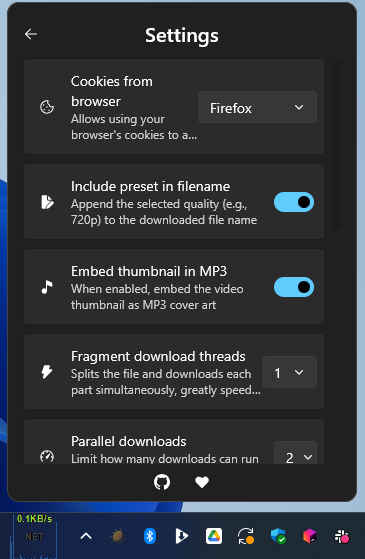 Settings
Cookies from
browser
Allows using your
browser's cookies to a...
Firefox
Include preset in filename
Append the selected quality (e.g.,
720p) to the downloaded file name
Embed thumbnail in MP3
When enabled, embed the video
thumbnail as MP3 cover art
Fragment download threads
Splits the file and downloads each
part simultaneously, greatly speed...
1
Parallel downloads
Limit how many downloads can run
2
0.1KB/s
NET